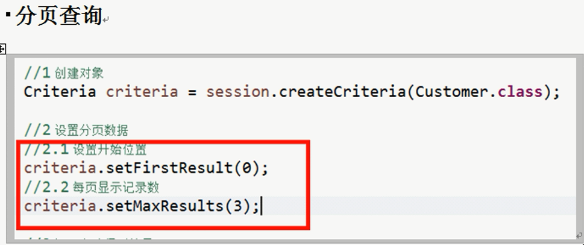 ▪分页查询
//1 创建对象
Criteria criteria = session.createCriteria(Customer.class);
//2 设置分页数据
//2.1 设置开始位置
criteria.setFirstResult(0);
//2.2 每页显示记录数
criteria.setMaxResults(3);